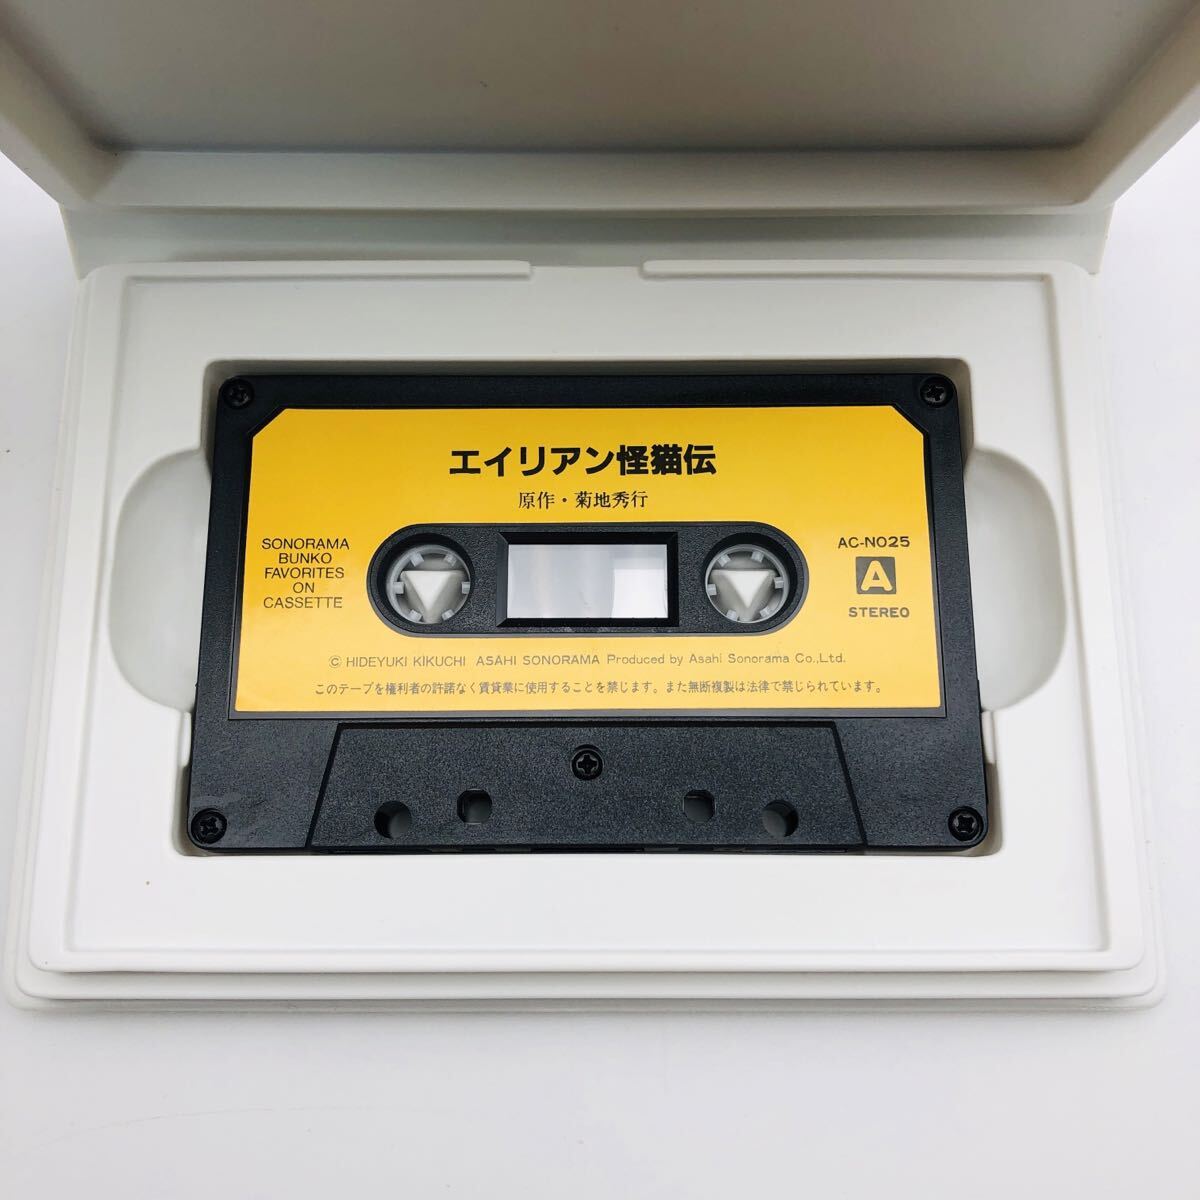 エイリアン怪猫伝
原作・菊地秀行
SONORAMA
BUNKO
FAVORITES
ON
CASSETTE
AC-NO25
A
STEREO
© HIDEYUKI KIKUCHI ASAHI SONORAMA Produced by Asahi Sonorama Co.,Ltd.
このテープを権利者の許諾なく賃貸業に使用することを禁じます。また無断複製は法律で禁じられています。